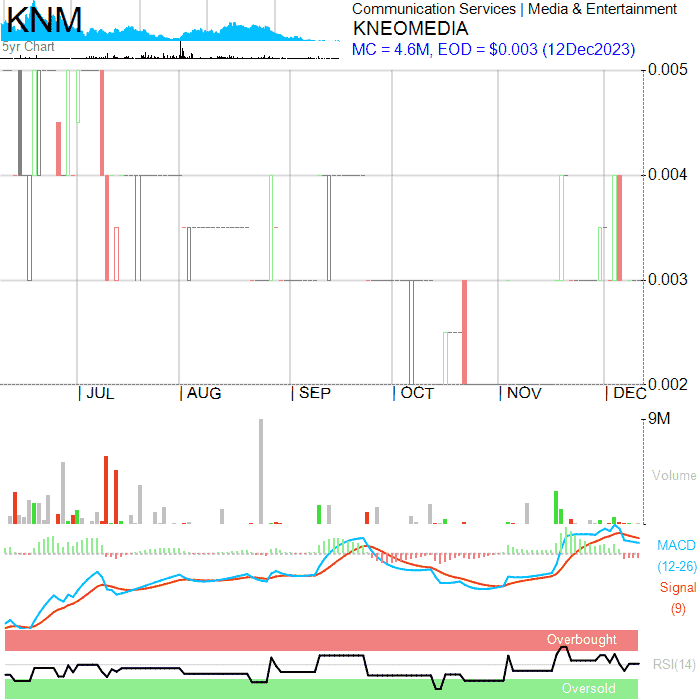 KNM
5yr Chart
Communication Services | Media & Entertainment
KNEOMEDIA
MC = 4.6M, EOD = $0.003 (12Dec2023)
0.005
0.004
0.003
0.002
| JUL | AUG | SEP | OCT | NOV | DEC
9M
Volume
MACD
(12-26)
Signal
(9)
Overbought
RSI(14)
Oversold